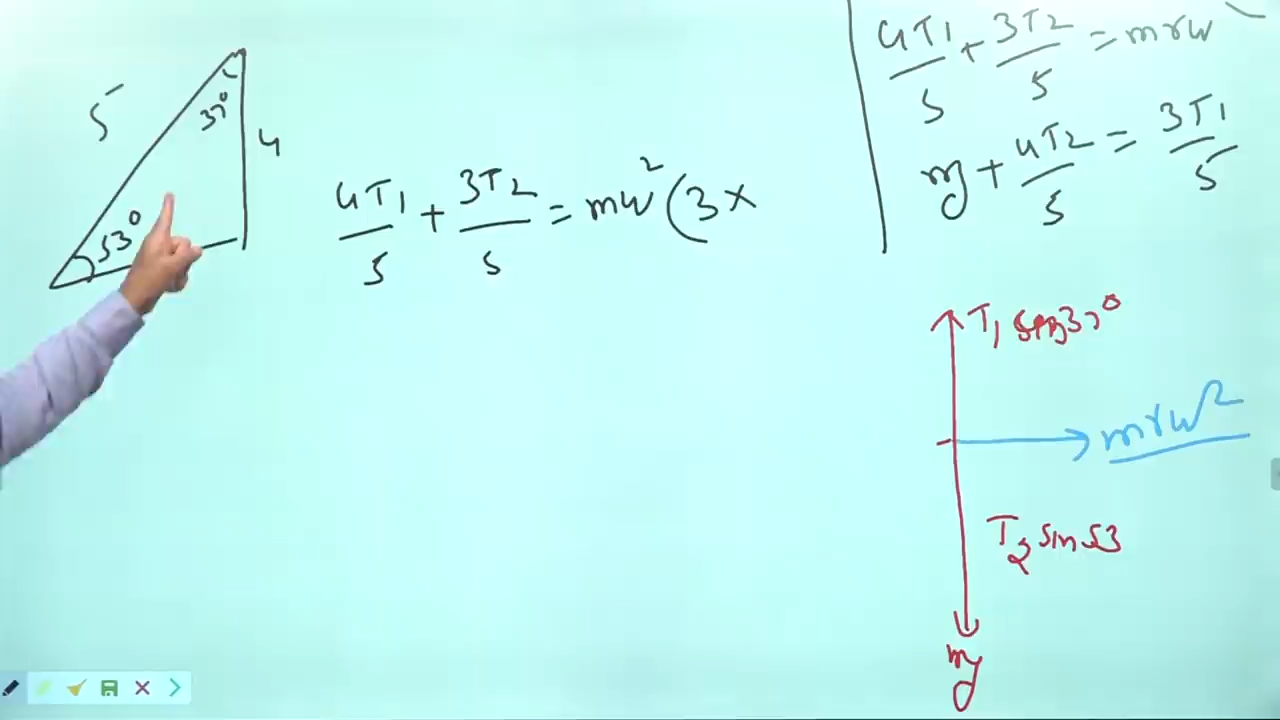 5
37°
4
53°
4T₁/5 + 3T₂/5 = mω²(3×
4T₁/5 + 3T₂/5 = mrω
mg + 4T₂/5 = 3T₁/5
T₁ sin37°
mrω²
T₂ sin53
mg